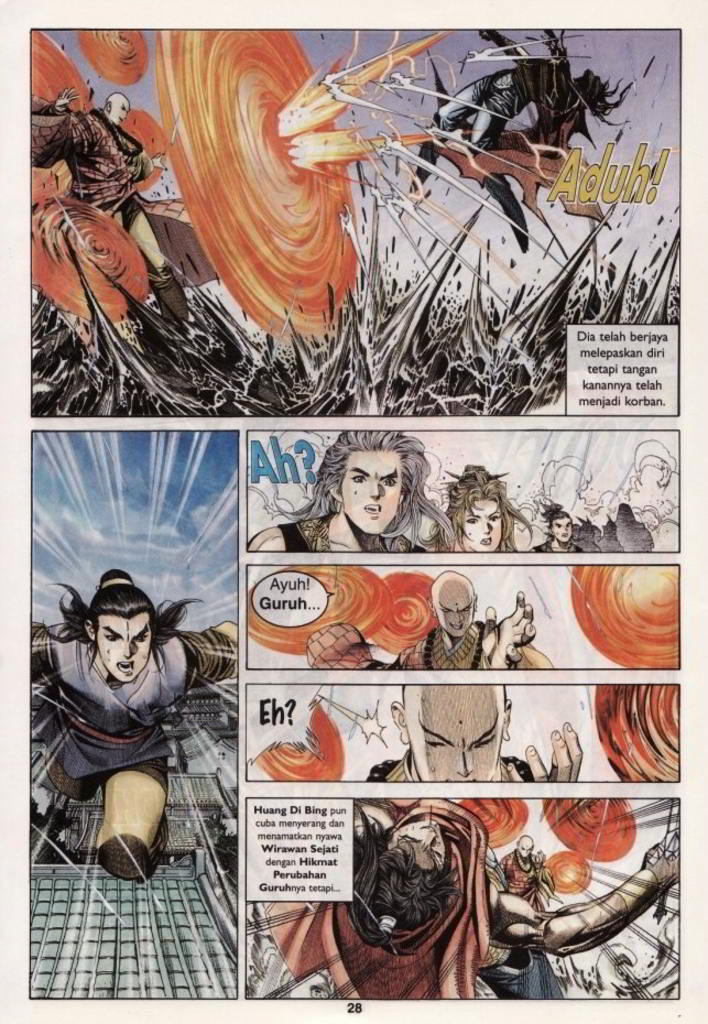 Aduh!
Dia telah berjaya
melepaskan diri
tetapi tangan
kanannya telah
menjadi korban.
Ah?
Ayuh!
Guruh...
Eh?
Huang Di Bing pun
cuba menyerang dan
menamatkan nyawa
Wirawan Sejati
dengan Hikmat
Perubahan
Guruhnya tetapi...
28